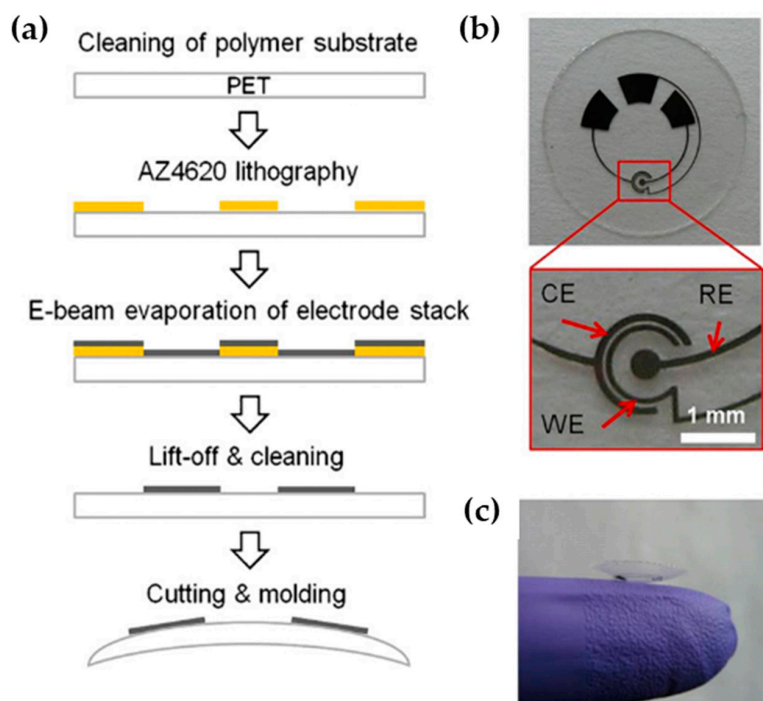 (a)
Cleaning of polymer substrate
PET
AZ4620 lithography
E-beam evaporation of electrode stack
Lift-off & cleaning
Cutting & molding
(b)
CE
RE
WE
1 mm
(c)